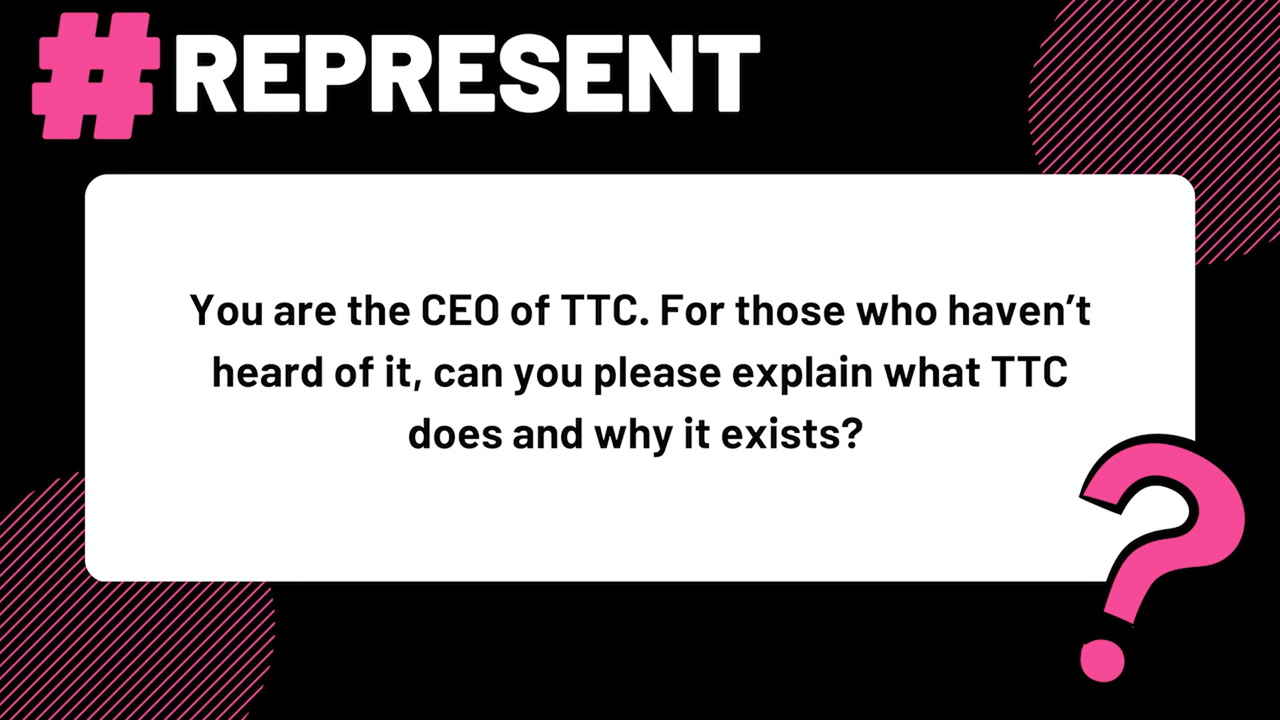 #REPRESENT
You are the CEO of TTC. For those who haven’t
heard of it, can you please explain what TTC
does and why it exists?
?